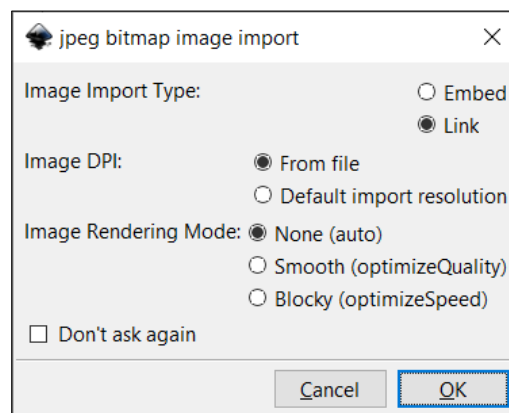 jpeg bitmap image import
Image Import Type:
Embed
Link
Image DPI:
From file
Default import resolution
Image Rendering Mode:
None (auto)
Smooth (optimizeQuality)
Blocky (optimizeSpeed)
Don't ask again
Cancel
OK